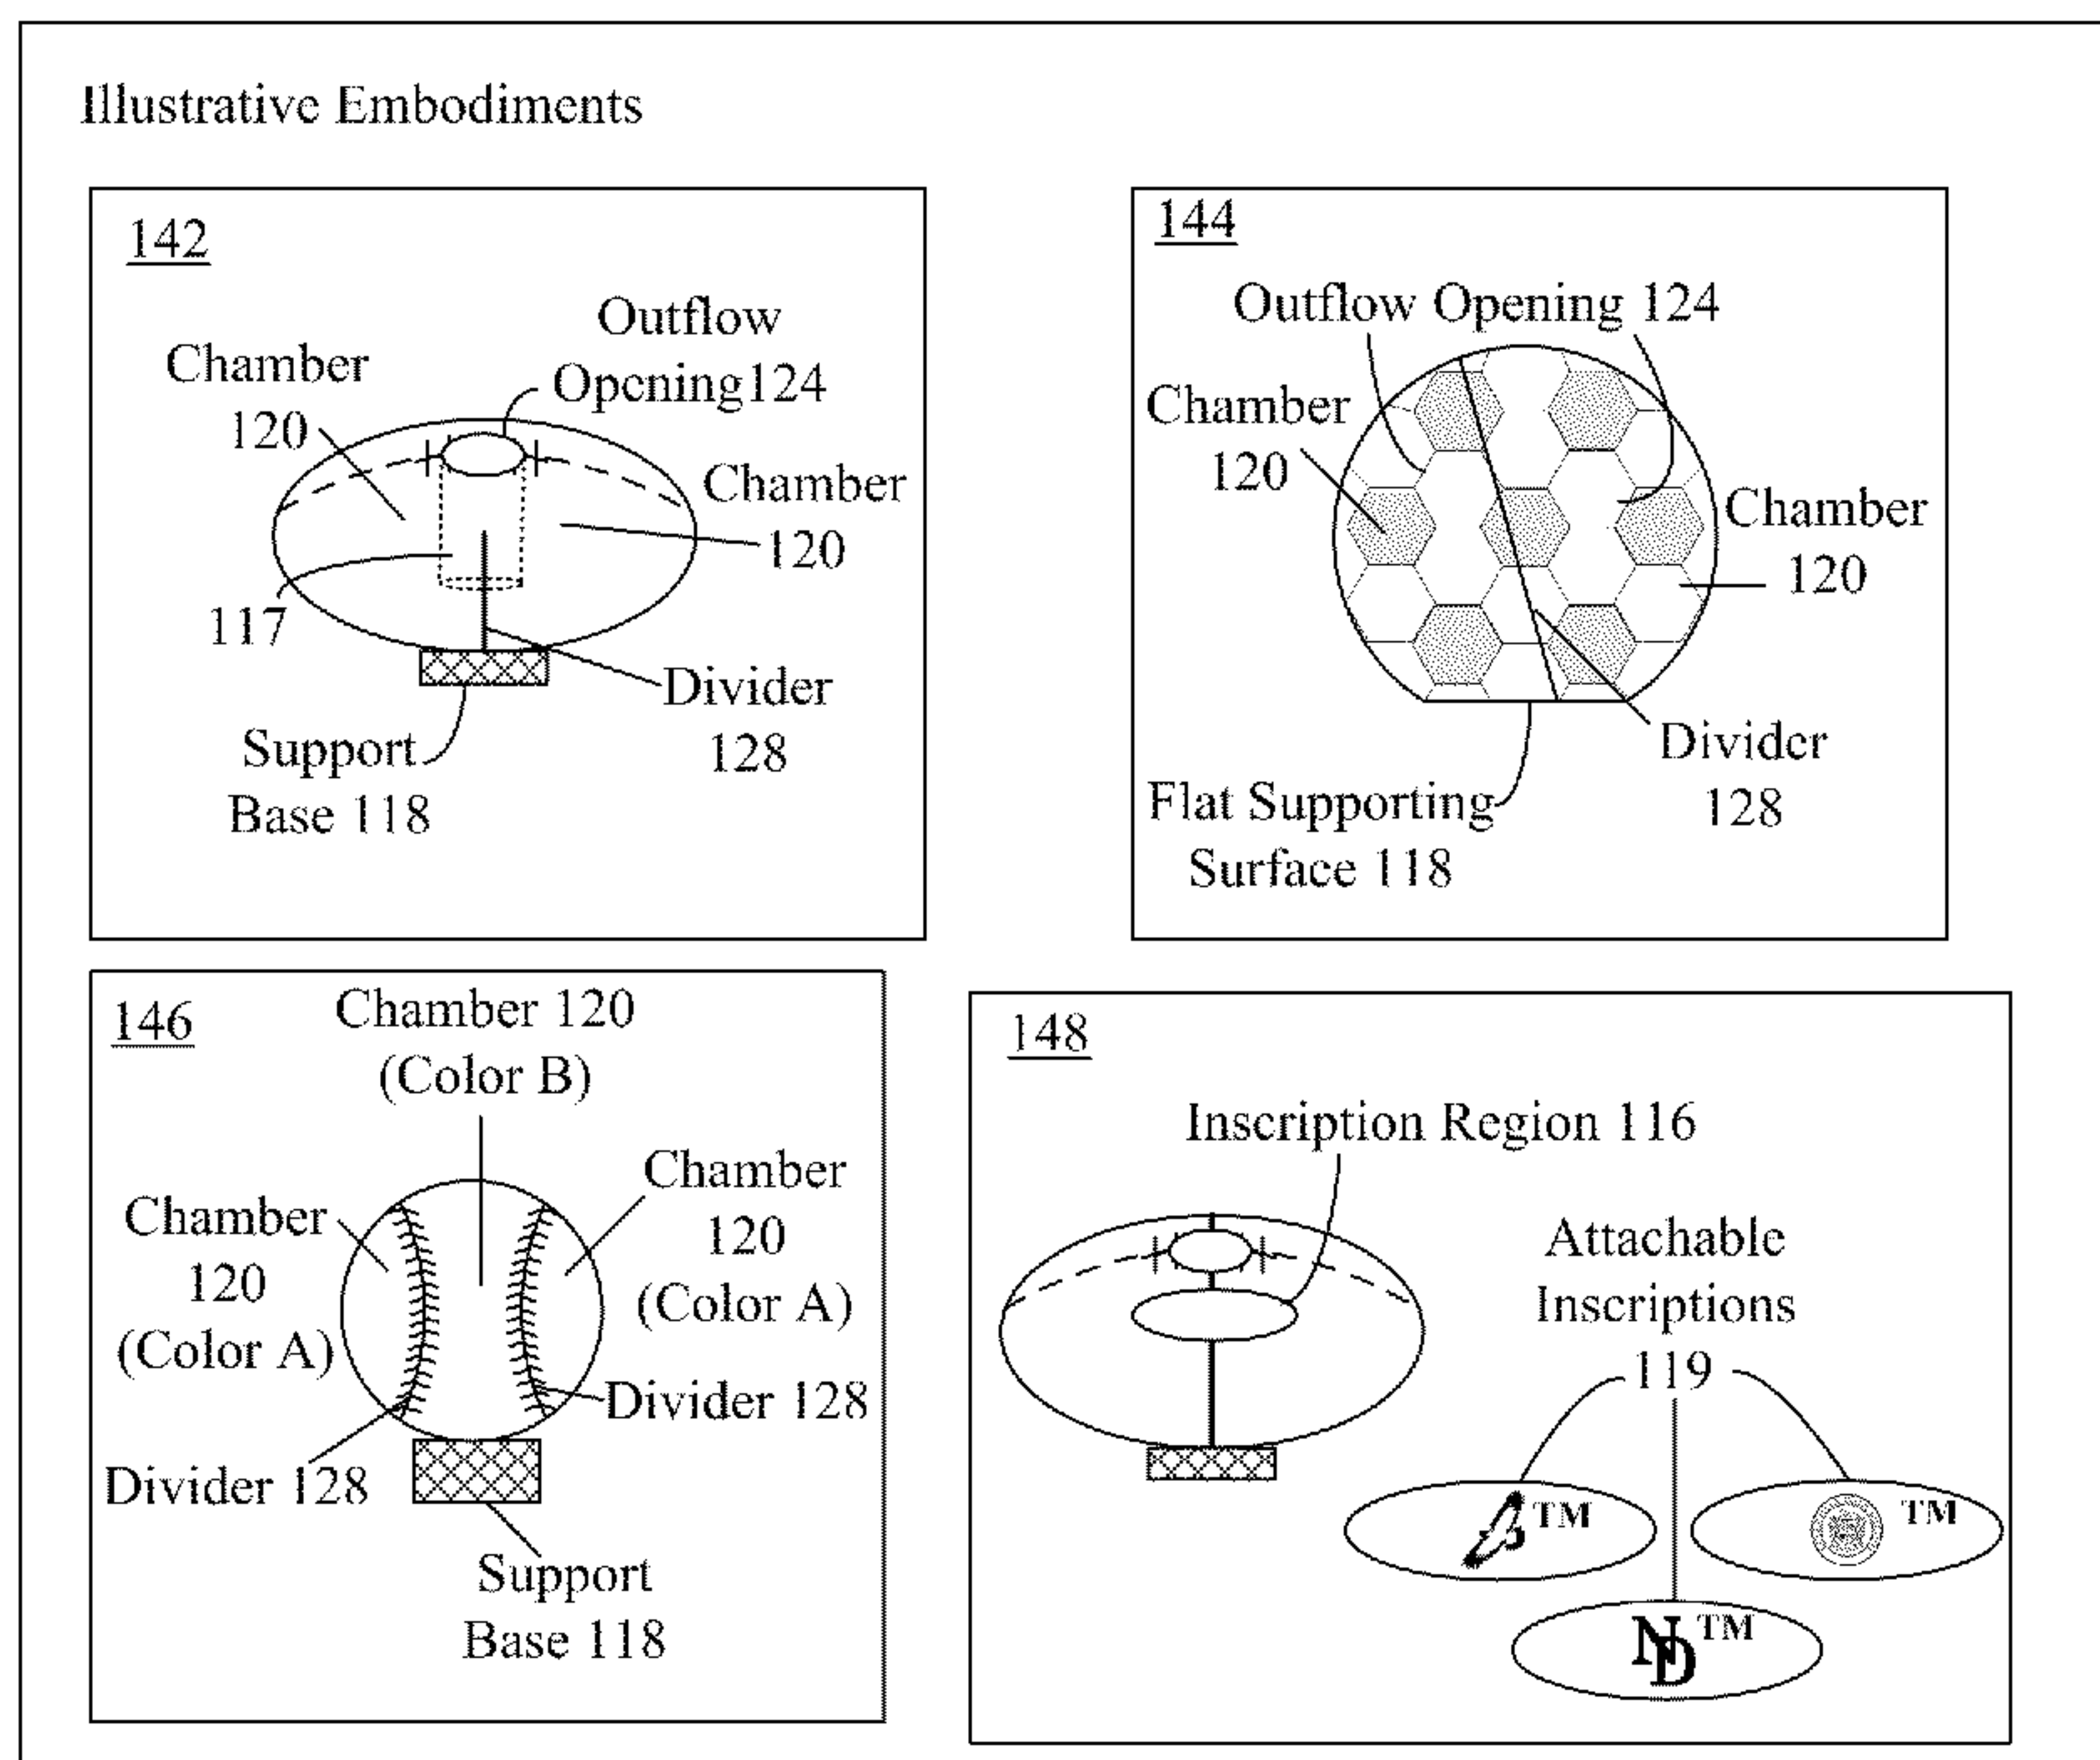 Illustrative Embodiments
142
Outflow
Opening124
Chamber
120
Chamber
120
117
Divider
128
Support
Base 118
144
Outflow Opening 124
Chamber
120
Chamber
120
Divider
128
Flat Supporting
Surface 118
146
Chamber 120
(Color B)
Chamber
120
(Color A)
Chamber
120
(Color A)
Divider 128
Divider 128
Support
Base 118
148
Inscription Region 116
Attachable
Inscriptions
119
TM
TM
ND TM